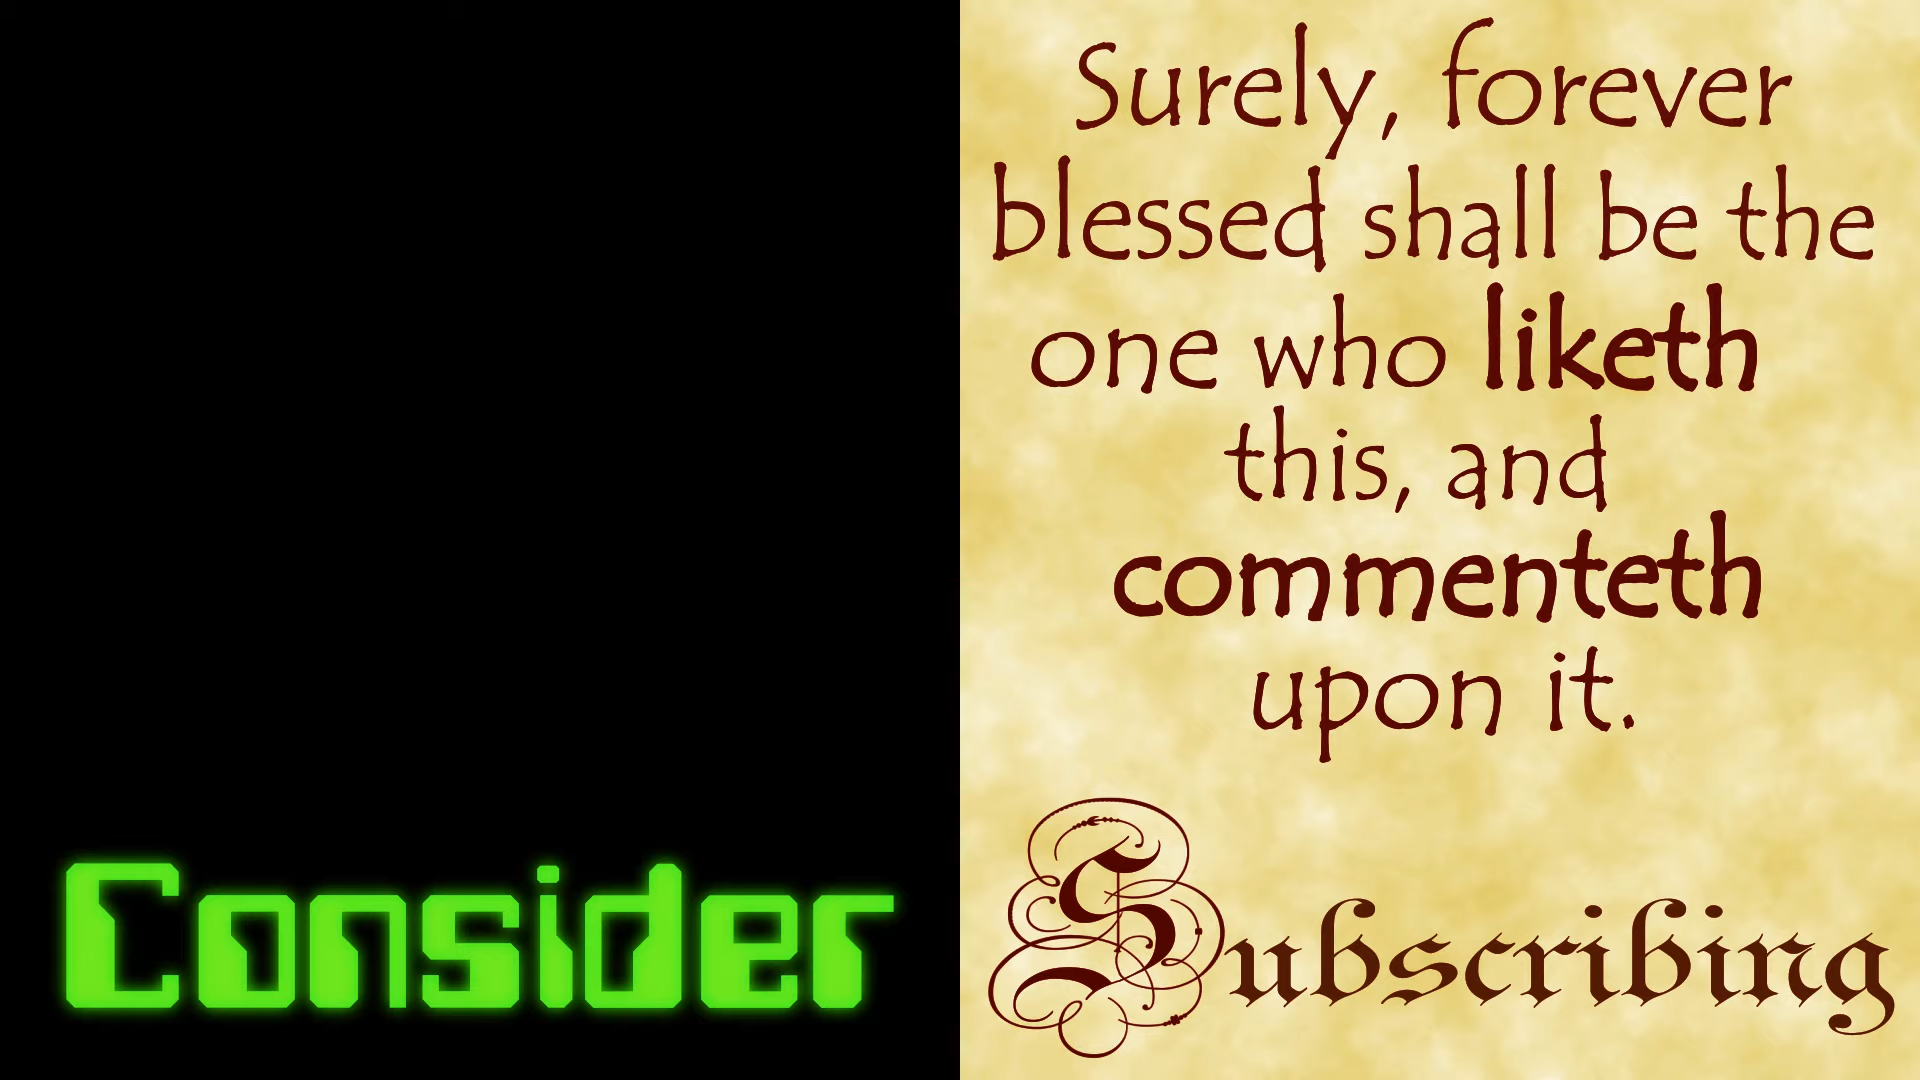 Surely, forever
blessed shall be the
one who liketh
this, and
commenteth
upon it.
Consider Subscribing